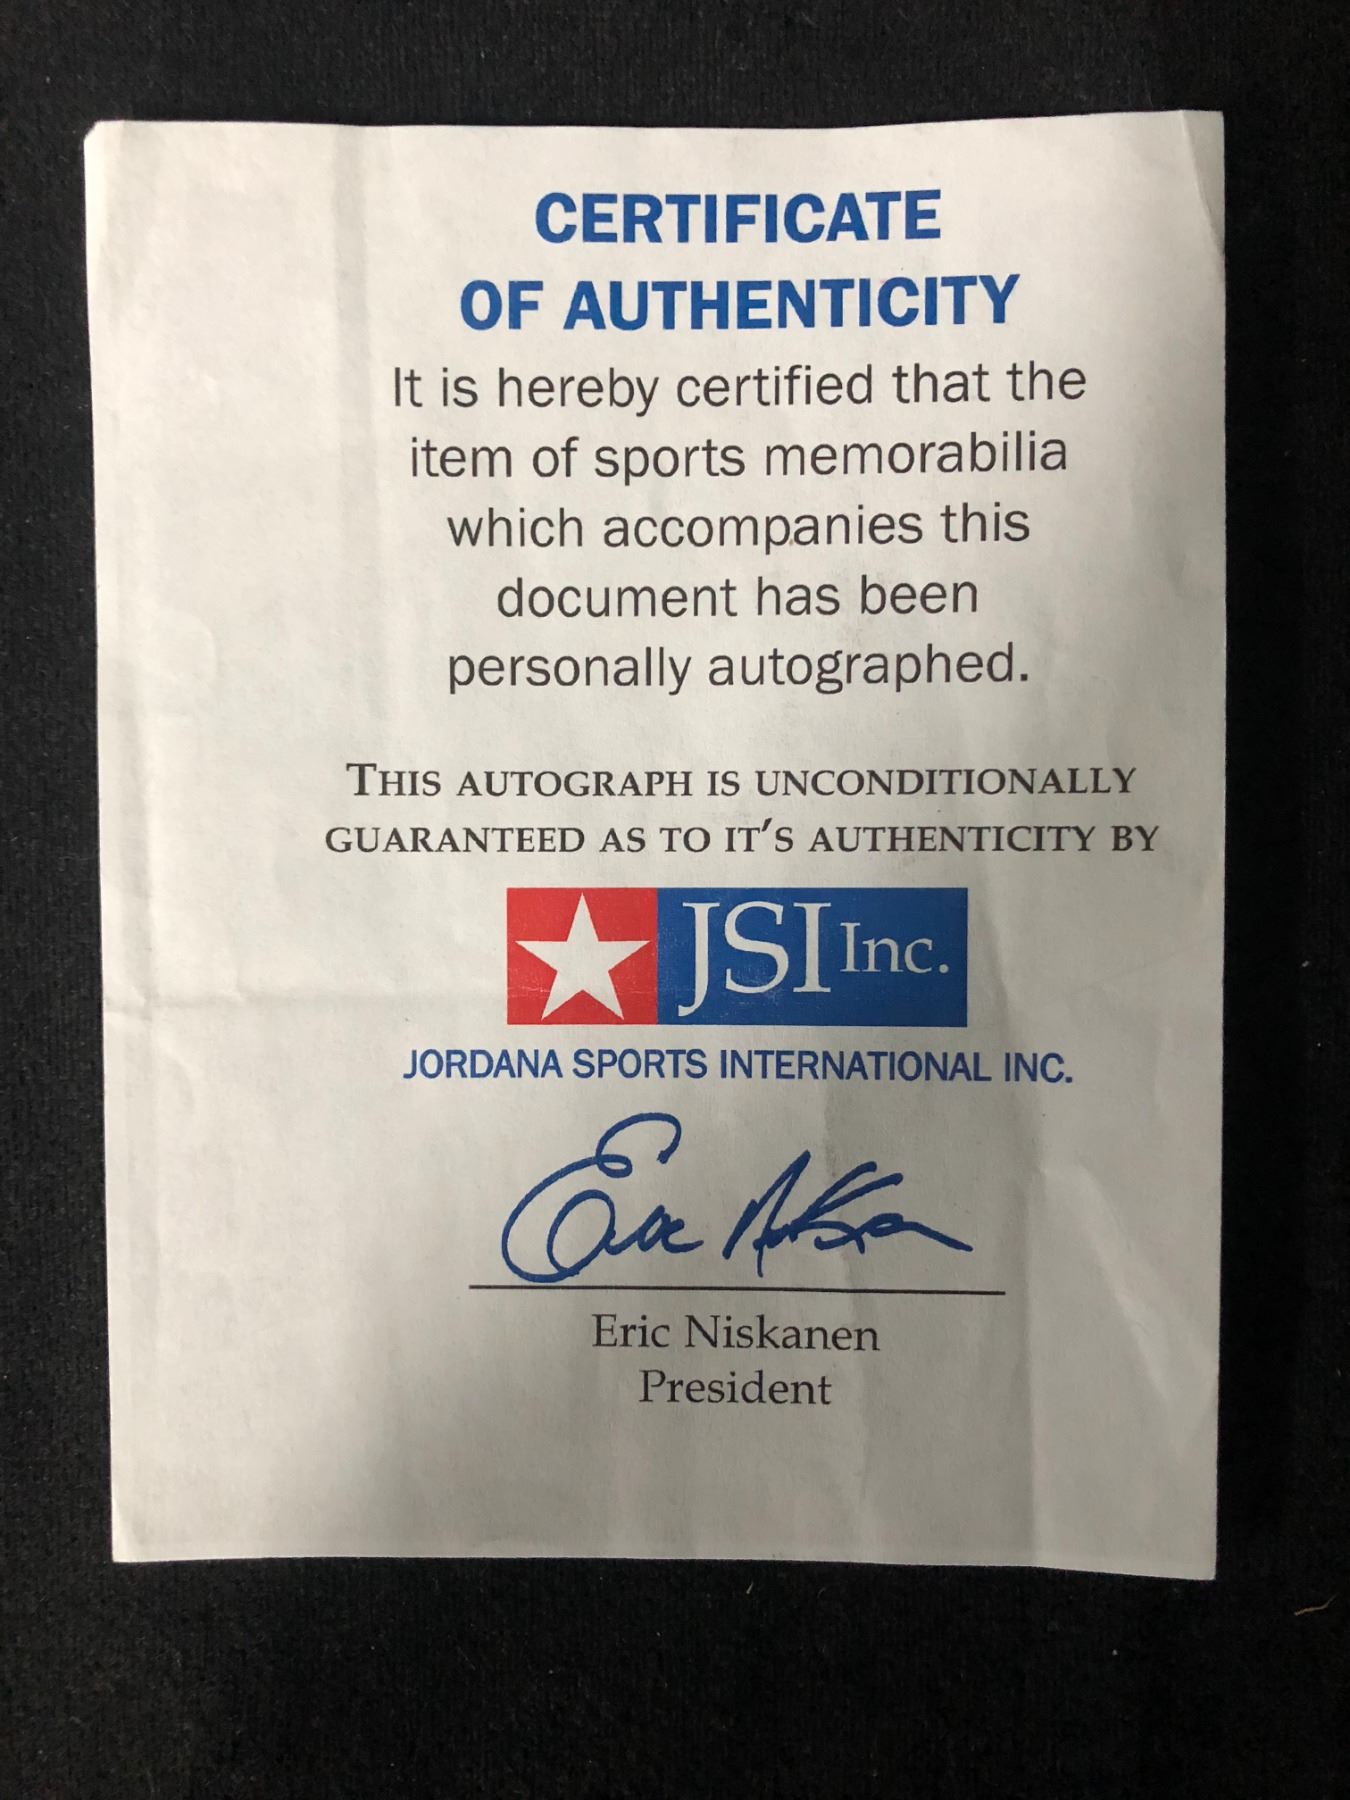 CERTIFICATE
OF AUTHENTICITY
It is hereby certified that the
item of sports memorabilia
which accompanies this
document has been
personally autographed.
THIS AUTOGRAPH IS UNCONDITIONALLY
GUARANTEED AS TO IT'S AUTHENTICITY BY
JSI Inc.
JORDANA SPORTS INTERNATIONAL INC.
Eric Niskanen
Eric Niskanen
President